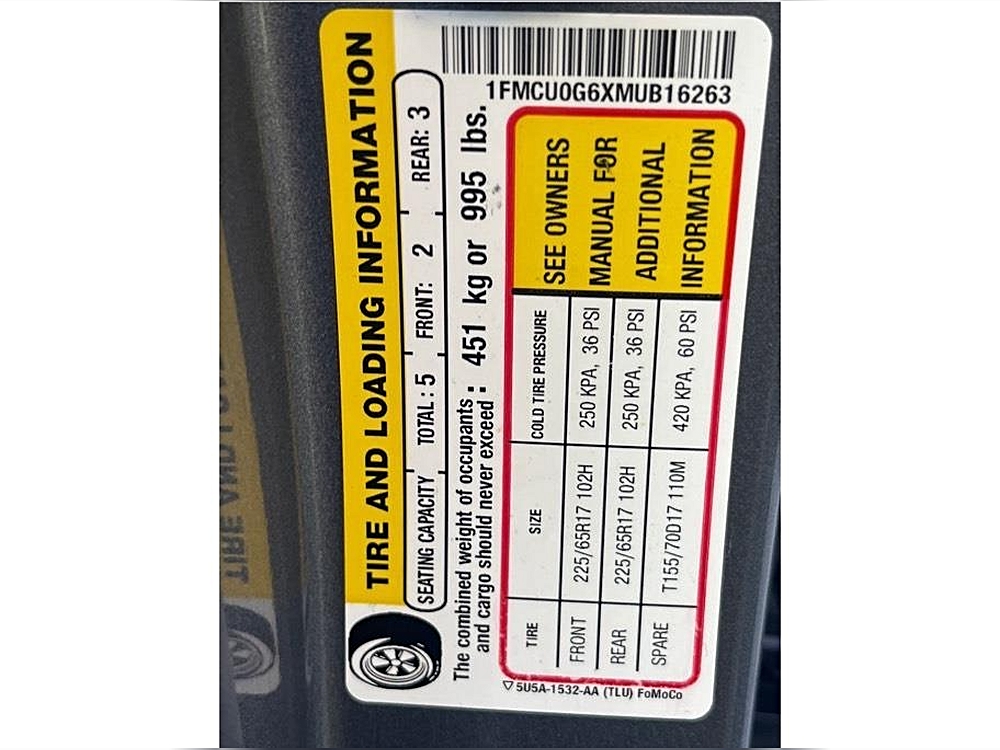 TIRE AND LOADING INFORMATION
SEATING CAPACITY TOTAL: 5 FRONT: 2 REAR: 3
The combined weight of occupants
and cargo should never exceed : 451 kg or 995 lbs.
TIRE SIZE COLD TIRE PRESSURE
FRONT 225/65R17 102H 250 KPA, 36 PSI
REAR 225/65R17 102H 250 KPA, 36 PSI
SPARE T155/70D17 110M 420 KPA, 60 PSI
SEE OWNERS
MANUAL FOR
ADDITIONAL
INFORMATION
1FMCU0G6XMUB16263
5U5A-1532-AA (TLU) FoMoCo